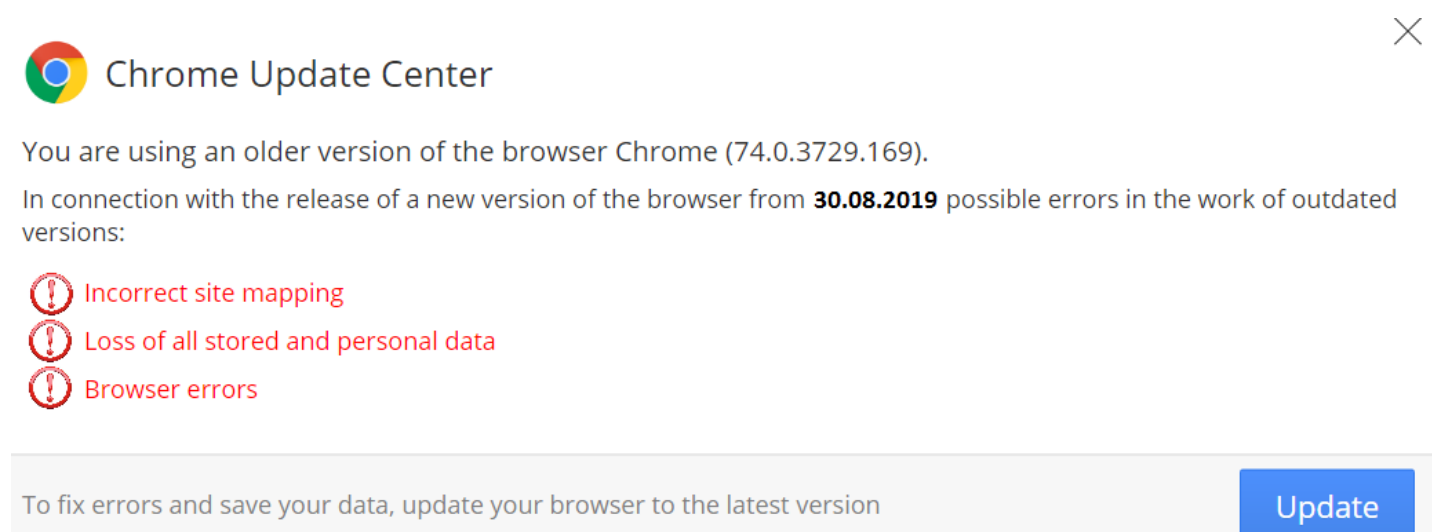 Chrome Update Center
You are using an older version of the browser Chrome (74.0.3729.169).
In connection with the release of a new version of the browser from 30.08.2019 possible errors in the work of outdated
versions:
Incorrect site mapping
Loss of all stored and personal data
Browser errors
To fix errors and save your data, update your browser to the latest version
Update